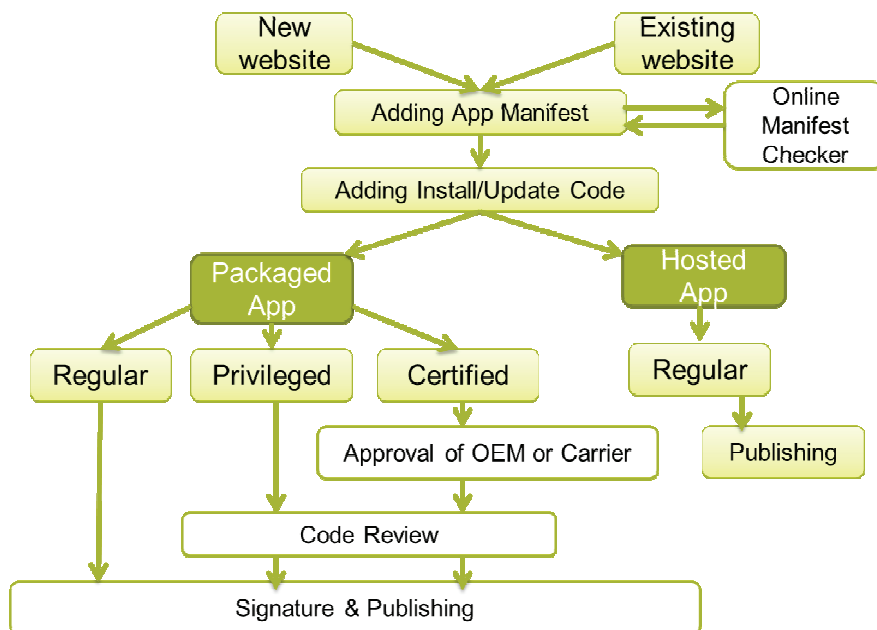 New
website
Existing
website
Adding App Manifest
Online
Manifest
Checker
Adding Install/Update Code
Packaged
App
Hosted
App
Regular
Privileged
Certified
Regular
Approval of OEM or Carrier
Publishing
Code Review
Signature & Publishing